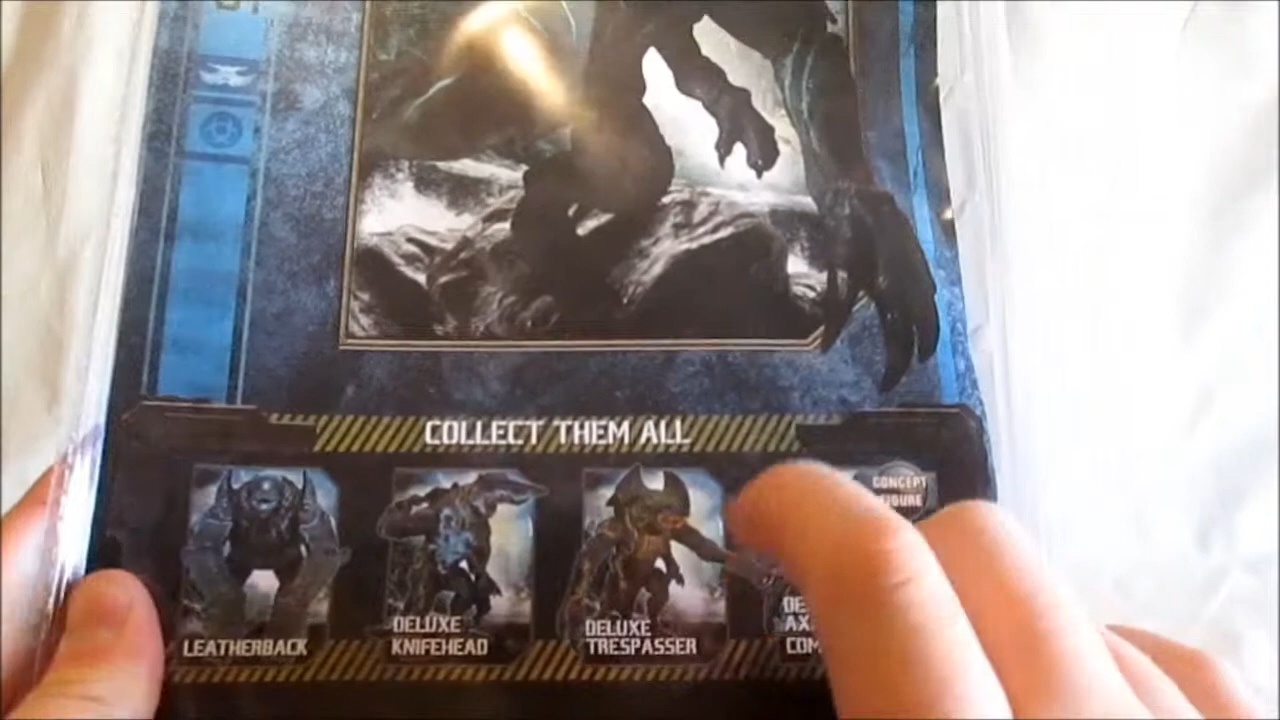 COLLECT THEM ALL
CONCEPT
FIGURE
LEATHERBACK
DELUXE
KNIFEHEAD
DELUXE
TRESPASSER